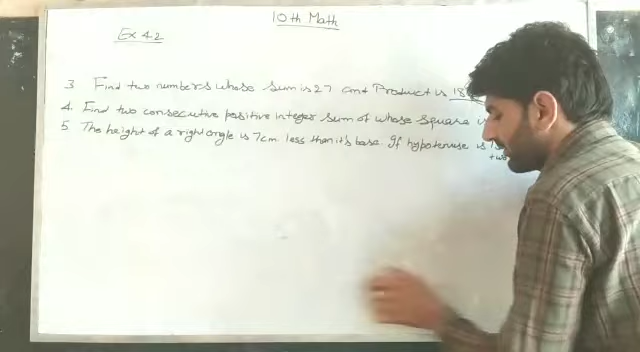 10th Math
Ex 4.2
3 Find two numbers whose Sum is 27 and Product is 18
4. Find two consecutive positive integer sum of whose square
5 The height of a right angle is 7cm less then it's base If hypotenuse is